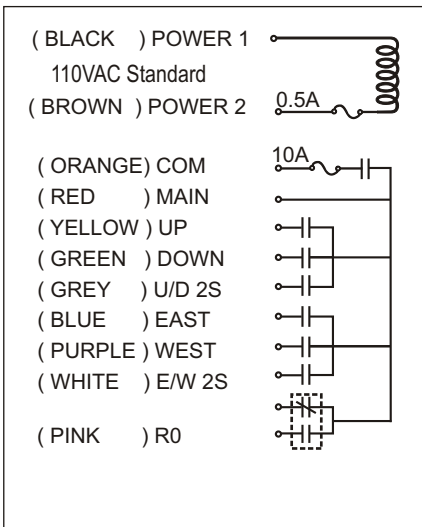 ( BLACK ) POWER 1
110VAC Standard
( BROWN ) POWER 2 0.5A
( ORANGE) COM 10A
( RED ) MAIN
( YELLOW ) UP
( GREEN ) DOWN
( GREY ) U/D 2S
( BLUE ) EAST
( PURPLE ) WEST
( WHITE ) E/W 2S
( PINK ) R0